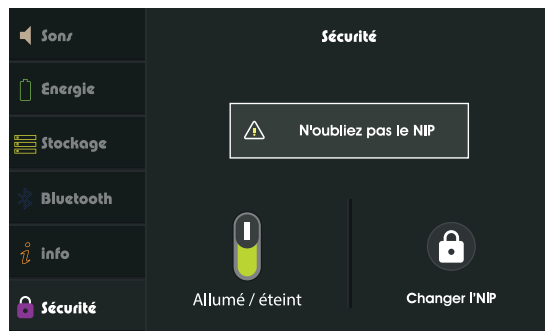 Sons
Sécurité
Energie
N'oubliez pas le NIP
Stockage
Bluetooth
info
Allumé / éteint
Changer l'NIP
Sécurité